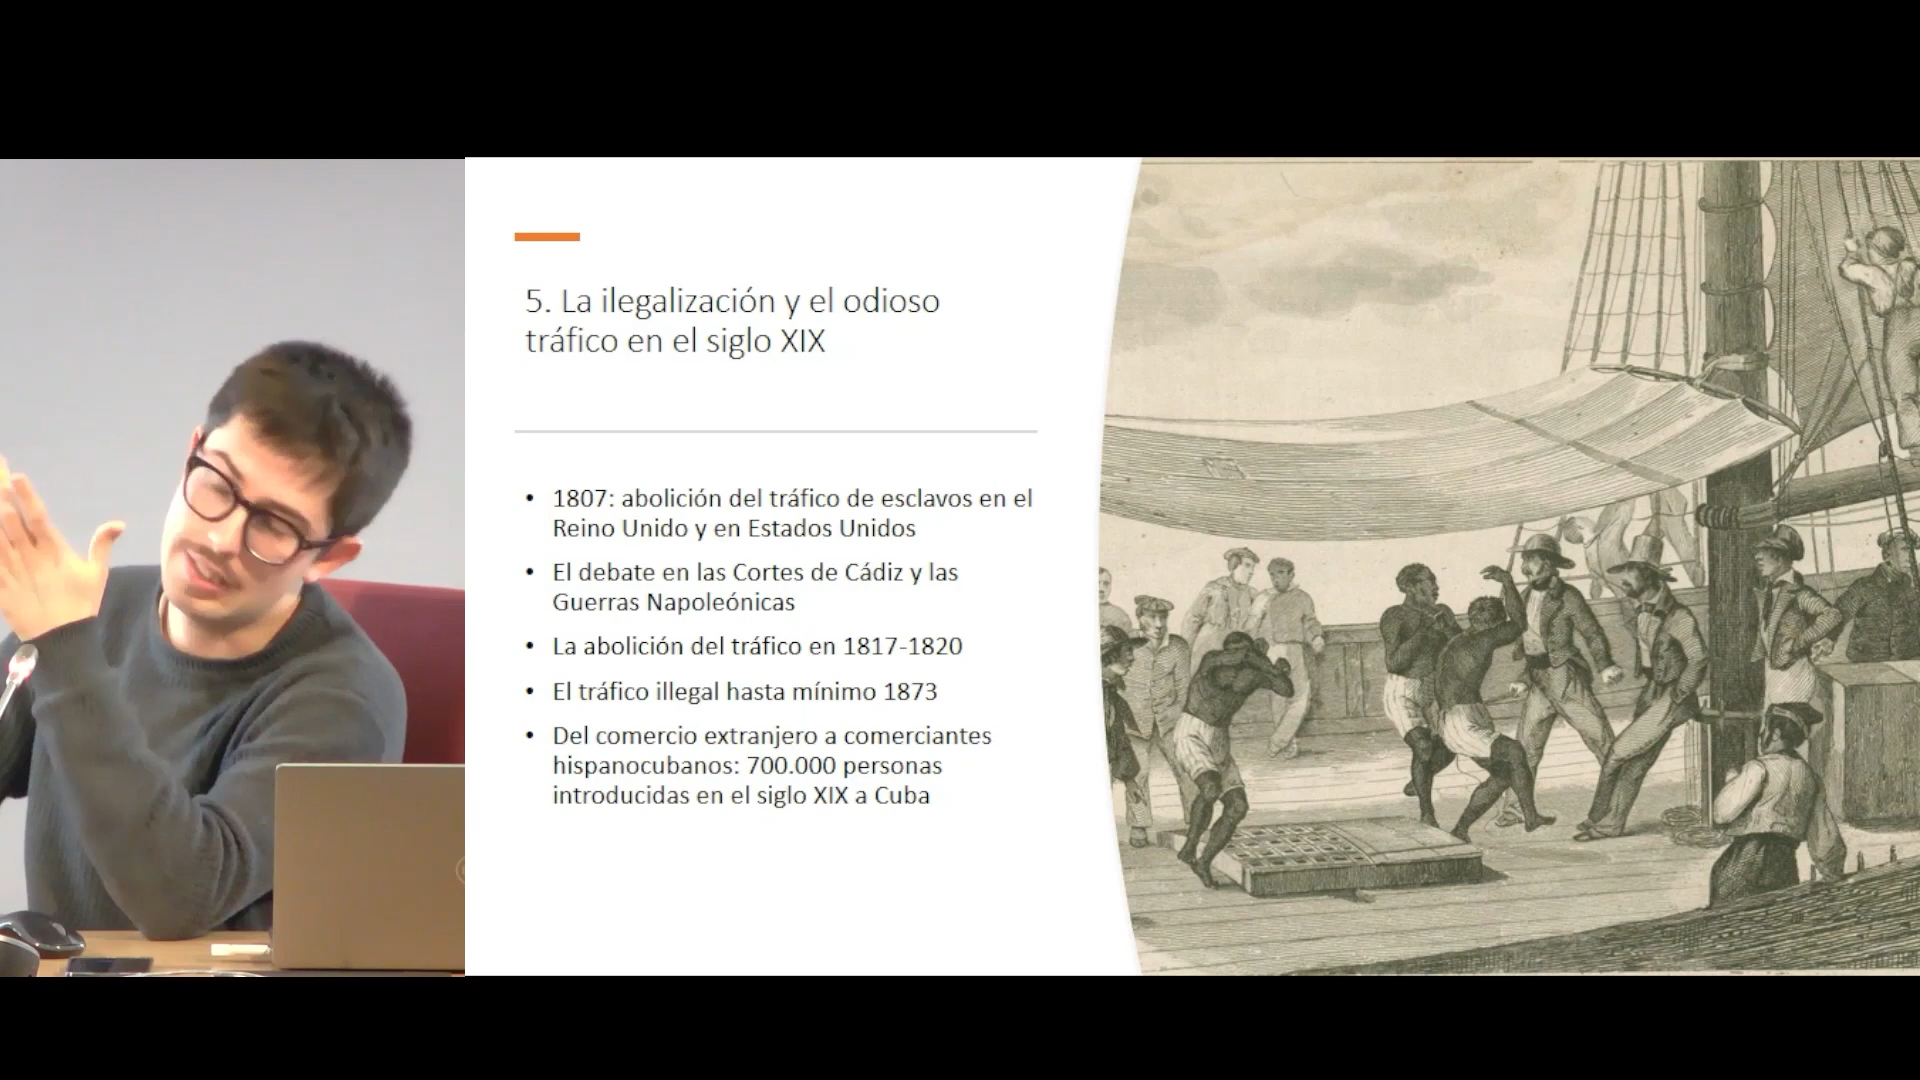 5. La ilegalización y el odioso
tráfico en el siglo XIX
• 1807: abolición del tráfico de esclavos en el
Reino Unido y en Estados Unidos
• El debate en las Cortes de Cádiz y las
Guerras Napoleónicas
• La abolición del tráfico en 1817-1820
• El tráfico illegal hasta mínimo 1873
• Del comercio extranjero a comerciantes
hispanocubanos: 700.000 personas
introducidas en el siglo XIX a Cuba